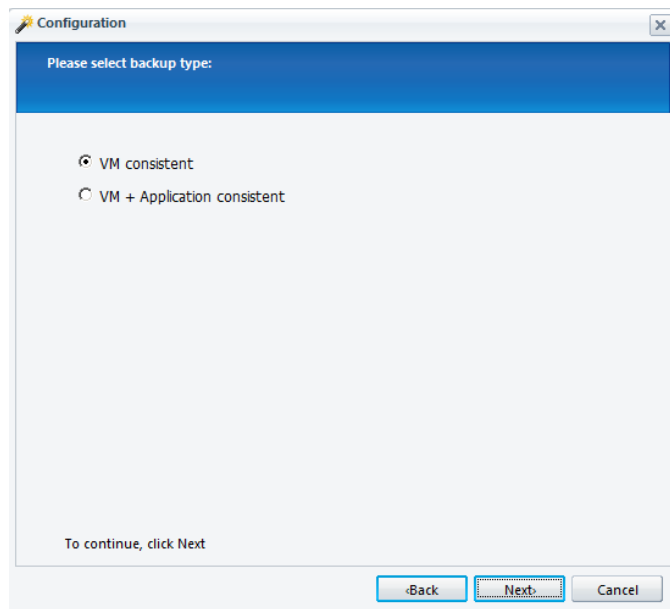 Configuration
Please select backup type:
VM consistent
VM + Application consistent
To continue, click Next
‹Back
Next›
Cancel